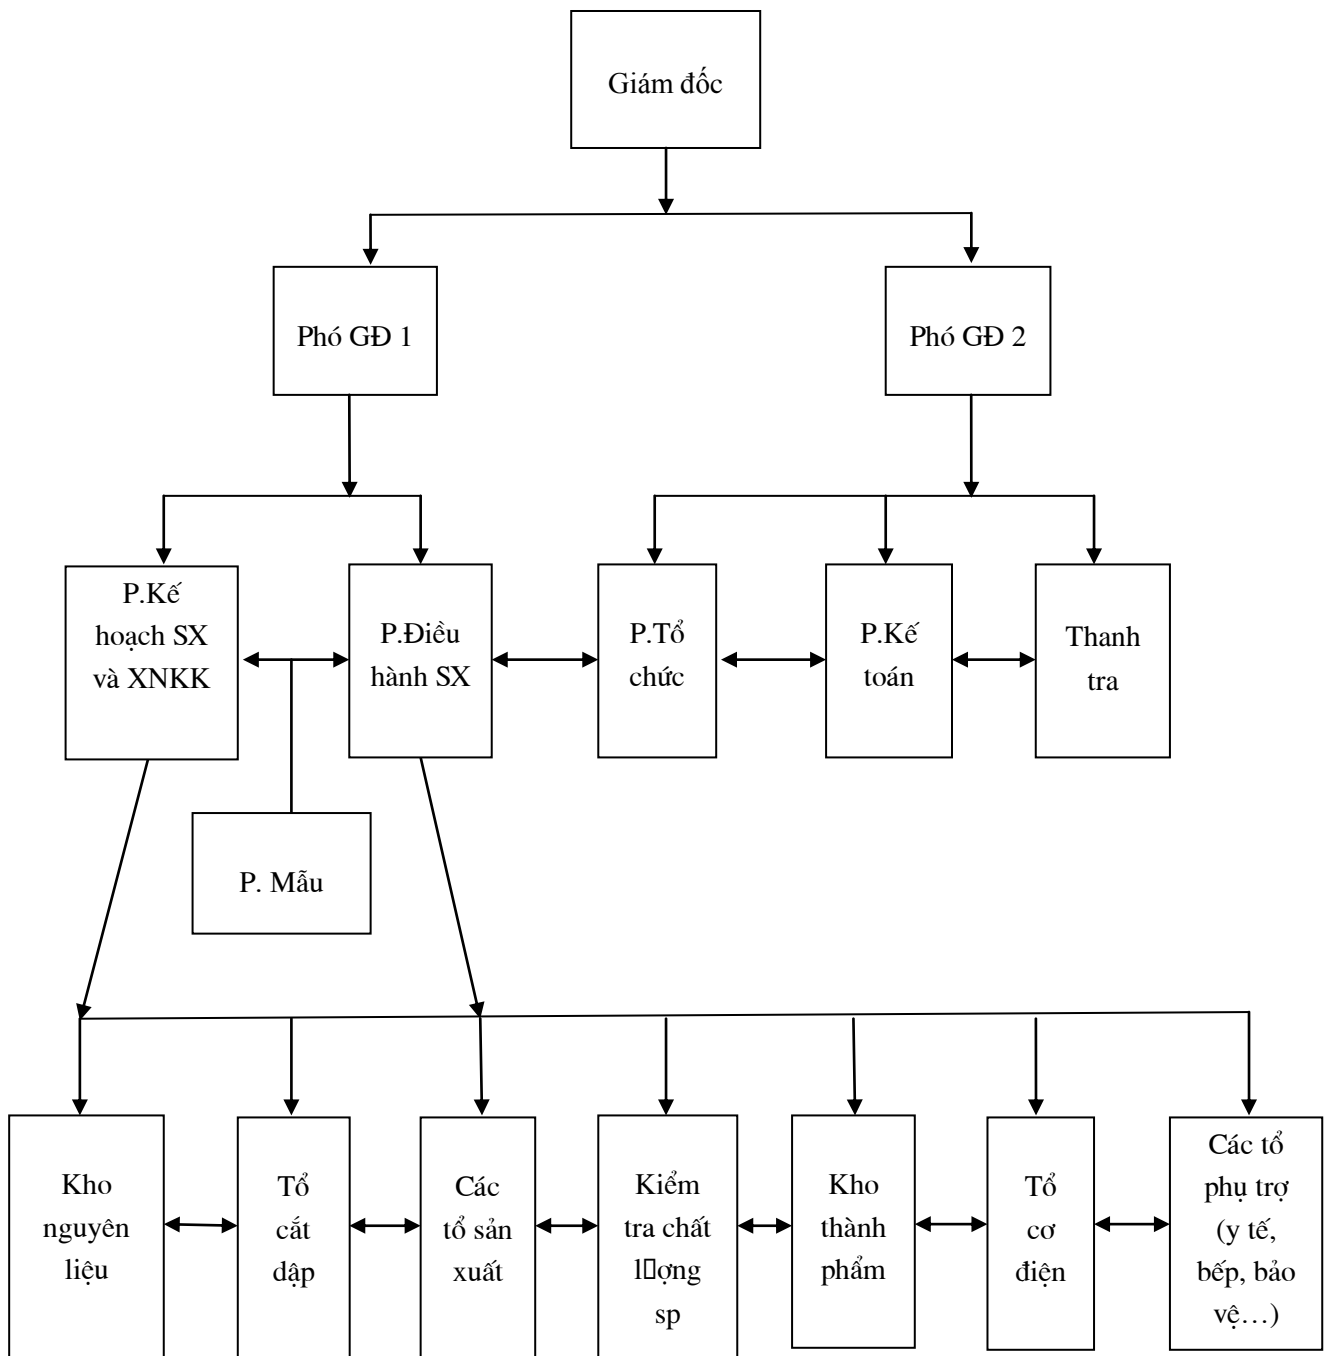 Giám đốc
Phó GĐ 1
Phó GĐ 2
P.Kế
hoạch SX
và XNKK
P.Điều
hành SX
P.Tổ
chức
P.Kế
toán
Thanh
tra
P. Mẫu
Kho
nguyên
liệu
Tổ
cắt
dập
Các
tổ sản
xuất
Kiểm
tra chất
l□ợng
sp
Kho
thành
phẩm
Tổ
cơ
điện
Các tổ
phụ trợ
(y tế,
bếp, bảo
vệ…)